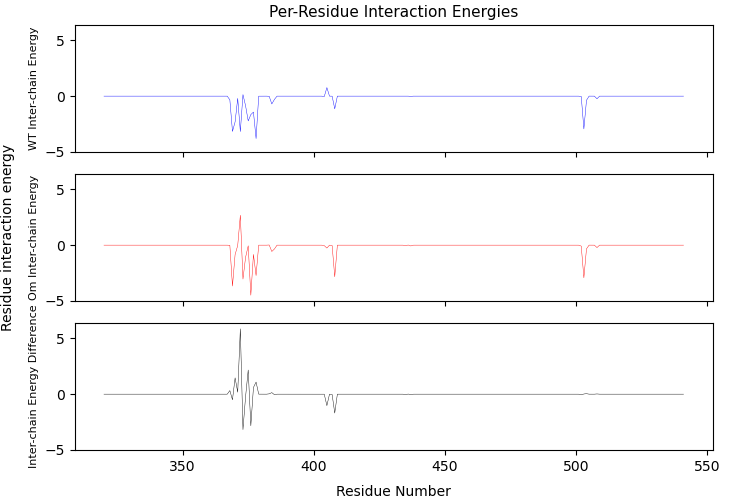 Per-Residue Interaction Energies
Residue interaction energy
WT Inter-chain Energy
5
0
−5
Om Inter-chain Energy
5
0
−5
Inter-chain Energy Difference
5
0
−5
350
400
450
500
550
Residue Number